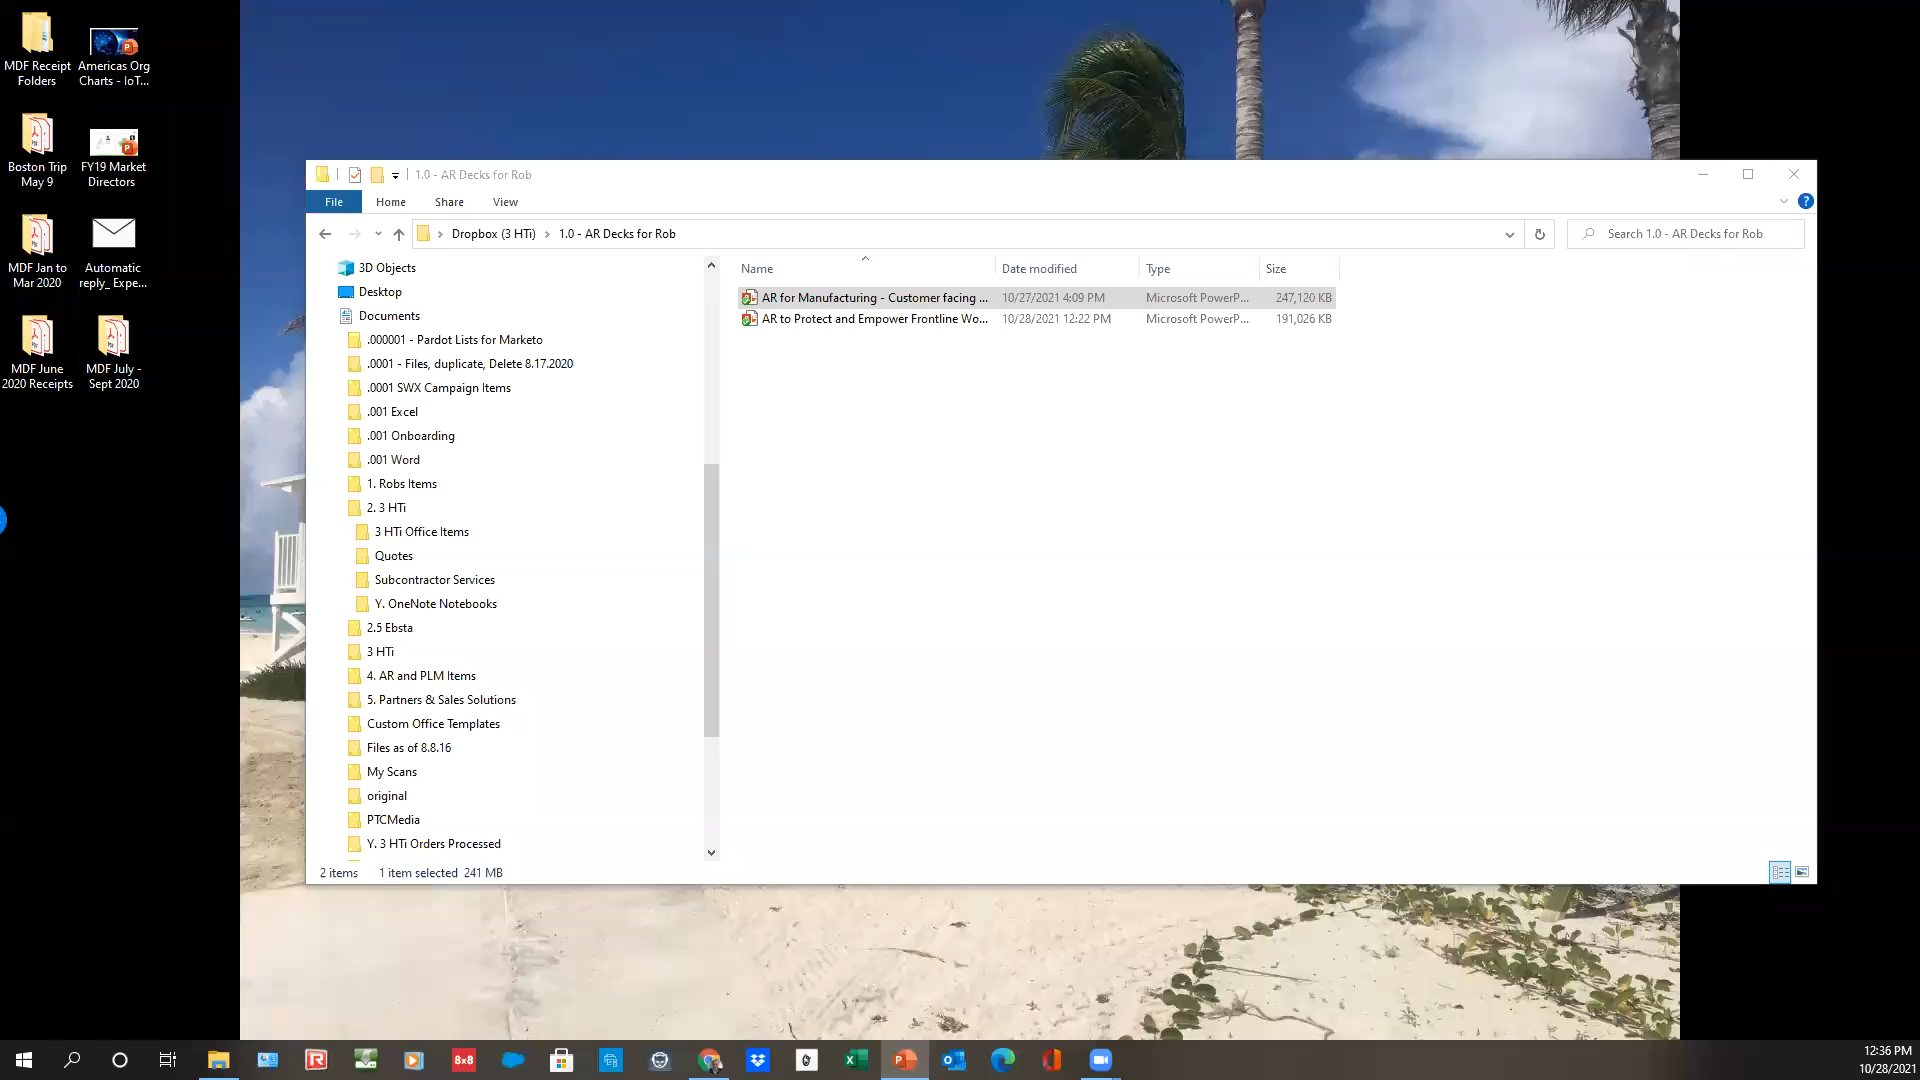 MDF Receipt
Folders
Americas Org
Charts - IoT...
Boston Trip
May 9
FY19 Market
Directors
MDF Jan to
Mar 2020
Automatic
reply_ Expe...
MDF June
2020 Receipts
MDF July -
Sept 2020
1.0 - AR Decks for Rob
File Home Share View
Dropbox (3 HTi) 1.0 - AR Decks for Rob
Search 1.0 - AR Decks for Rob
3D Objects
Desktop
Documents
.000001 - Pardot Lists for Marketo
.0001 - Files, duplicate, Delete 8.17.2020
.0001 SWX Campaign Items
.001 Excel
.001 Onboarding
.001 Word
1. Robs Items
2. 3 HTi
3 HTi Office Items
Quotes
Subcontractor Services
Y. OneNote Notebooks
2.5 Ebsta
3 HTi
4. AR and PLM Items
5. Partners & Sales Solutions
Custom Office Templates
Files as of 8.8.16
My Scans
original
PTCMedia
Y. 3 HTi Orders Processed
Name Date modified Type Size
AR for Manufacturing - Customer facing ... 10/27/2021 4:09 PM Microsoft PowerP... 247,120 KB
AR to Protect and Empower Frontline Wo... 10/28/2021 12:22 PM Microsoft PowerP... 191,026 KB
2 items 1 item selected 241 MB
8x8
12:36 PM
10/28/2021